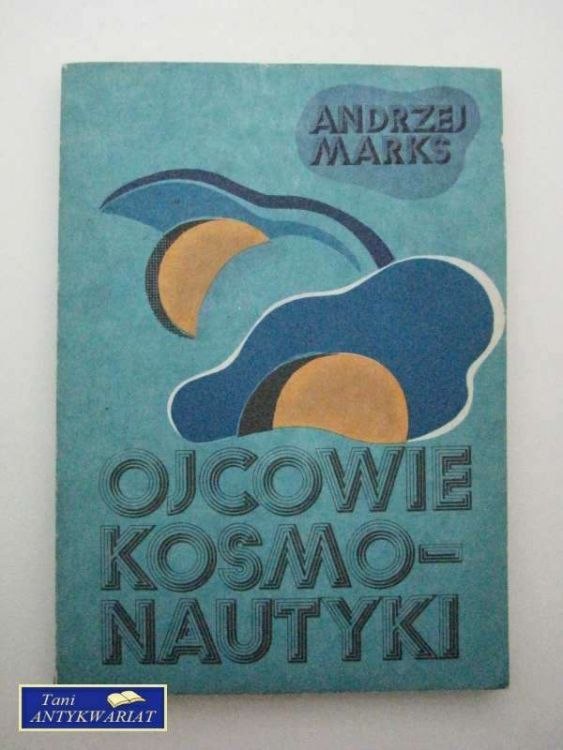 ANDRZEJ
MARKS
OJCOWIE
KOSMO-
NAUTYKI
Tani
ANTYKWARIAT